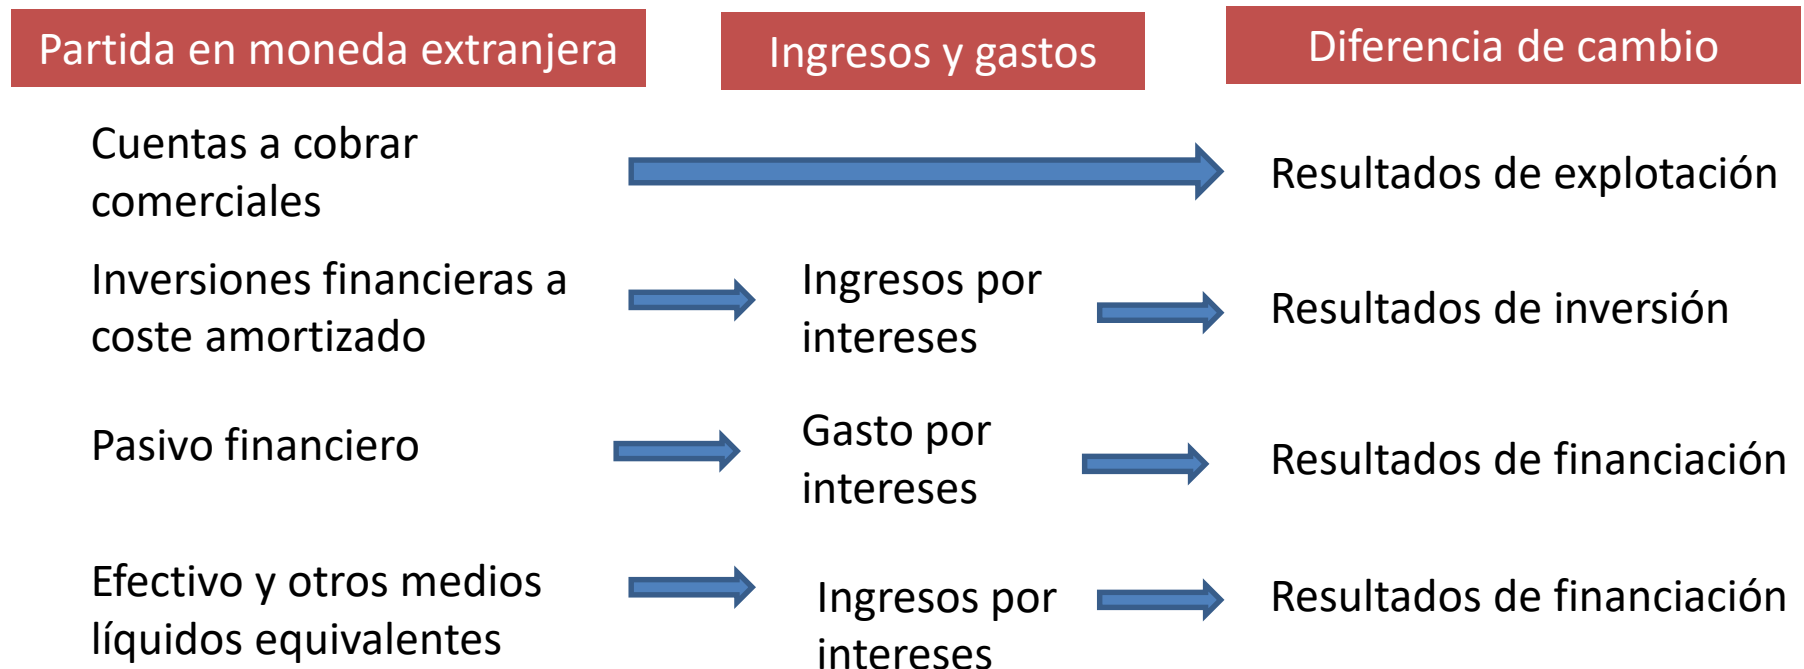 Partida en moneda extranjera
Ingresos y gastos
Diferencia de cambio
Cuentas a cobrar
comerciales
Resultados de explotación
Inversiones financieras a
coste amortizado
Ingresos por
intereses
Resultados de inversión
Pasivo financiero
Gasto por
intereses
Resultados de financiación
Efectivo y otros medios
líquidos equivalentes
Ingresos por
intereses
Resultados de financiación